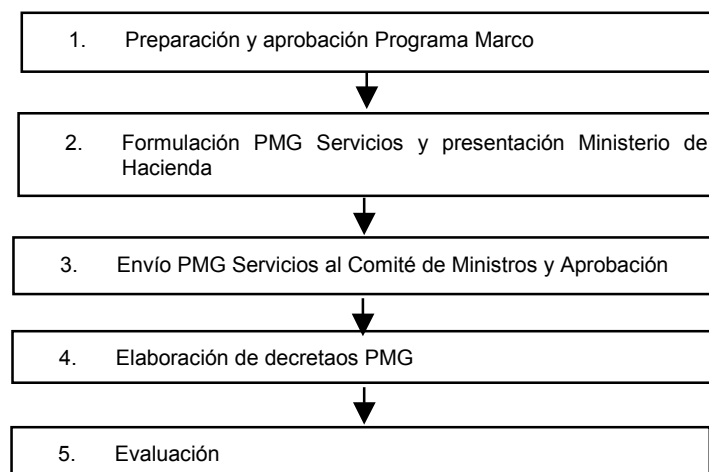 1. Preparación y aprobación Programa Marco
2. Formulación PMG Servicios y presentación Ministerio de
Hacienda
3. Envío PMG Servicios al Comité de Ministros y Aprobación
4. Elaboración de decretaos PMG
5. Evaluación